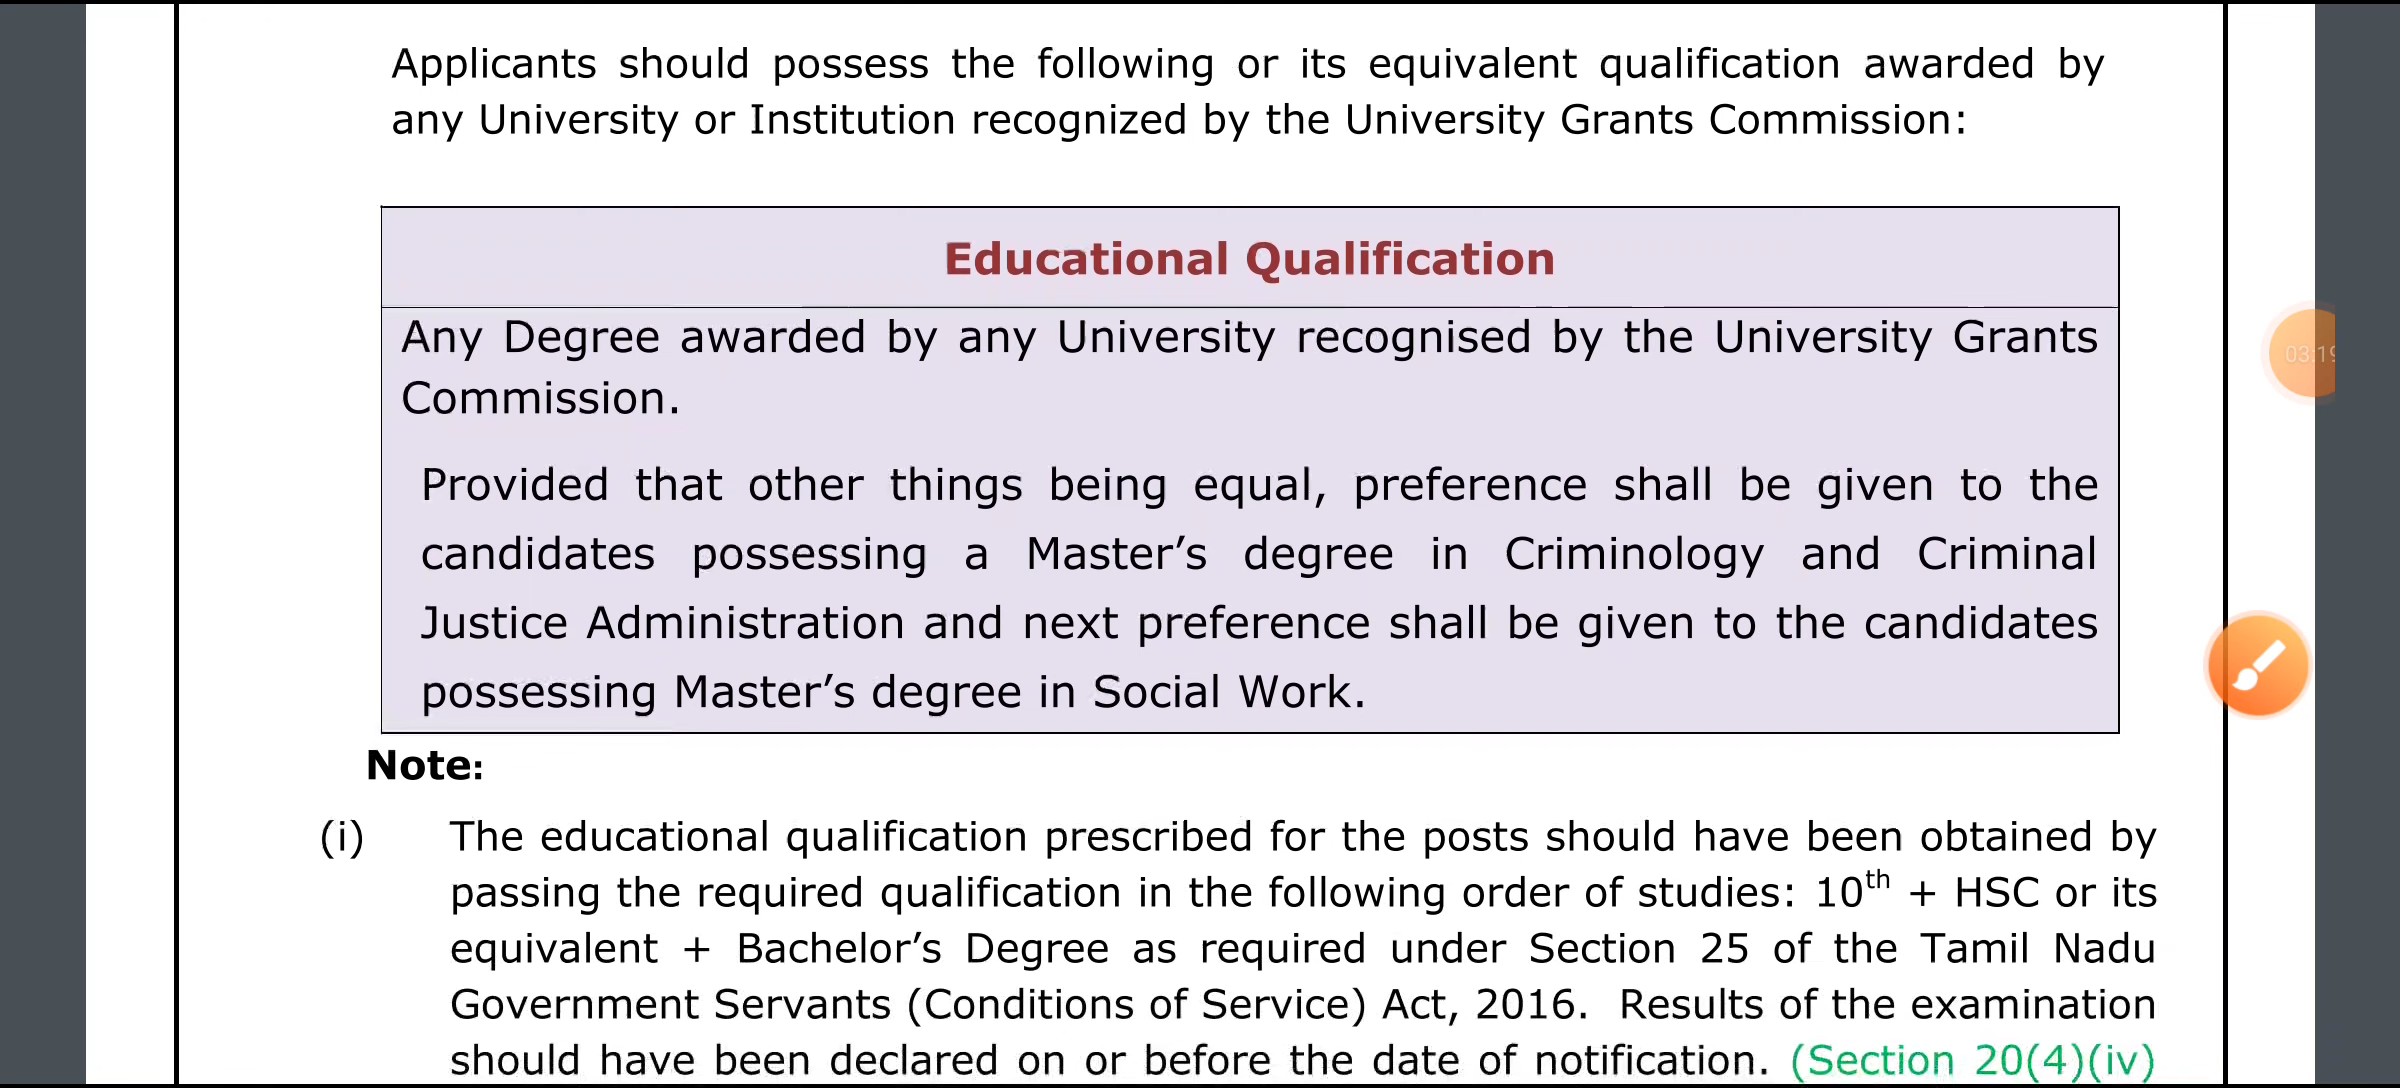 Applicants should possess the following or its equivalent qualification awarded by
any University or Institution recognized by the University Grants Commission:
Educational Qualification
Any Degree awarded by any University recognised by the University Grants
Commission.
Provided that other things being equal, preference shall be given to the
candidates possessing a Master’s degree in Criminology and Criminal
Justice Administration and next preference shall be given to the candidates
possessing Master’s degree in Social Work.
Note:
(i) The educational qualification prescribed for the posts should have been obtained by
passing the required qualification in the following order of studies: 10th + HSC or its
equivalent + Bachelor’s Degree as required under Section 25 of the Tamil Nadu
Government Servants (Conditions of Service) Act, 2016. Results of the examination
should have been declared on or before the date of notification. (Section 20(4)(iv)